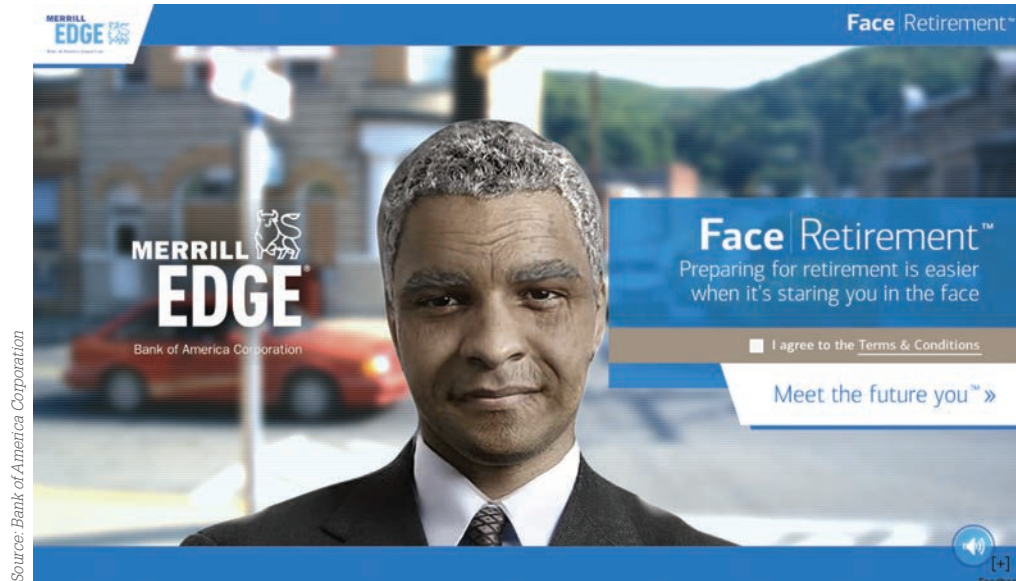 MERRILL
EDGE
Face | Retirement™
MERRILL
EDGE®
Bank of America Corporation
Face | Retirement™
Preparing for retirement is easier
when it's staring you in the face
I agree to the Terms & Conditions
Meet the future you™ »
[+]
Source: Bank of America Corporation